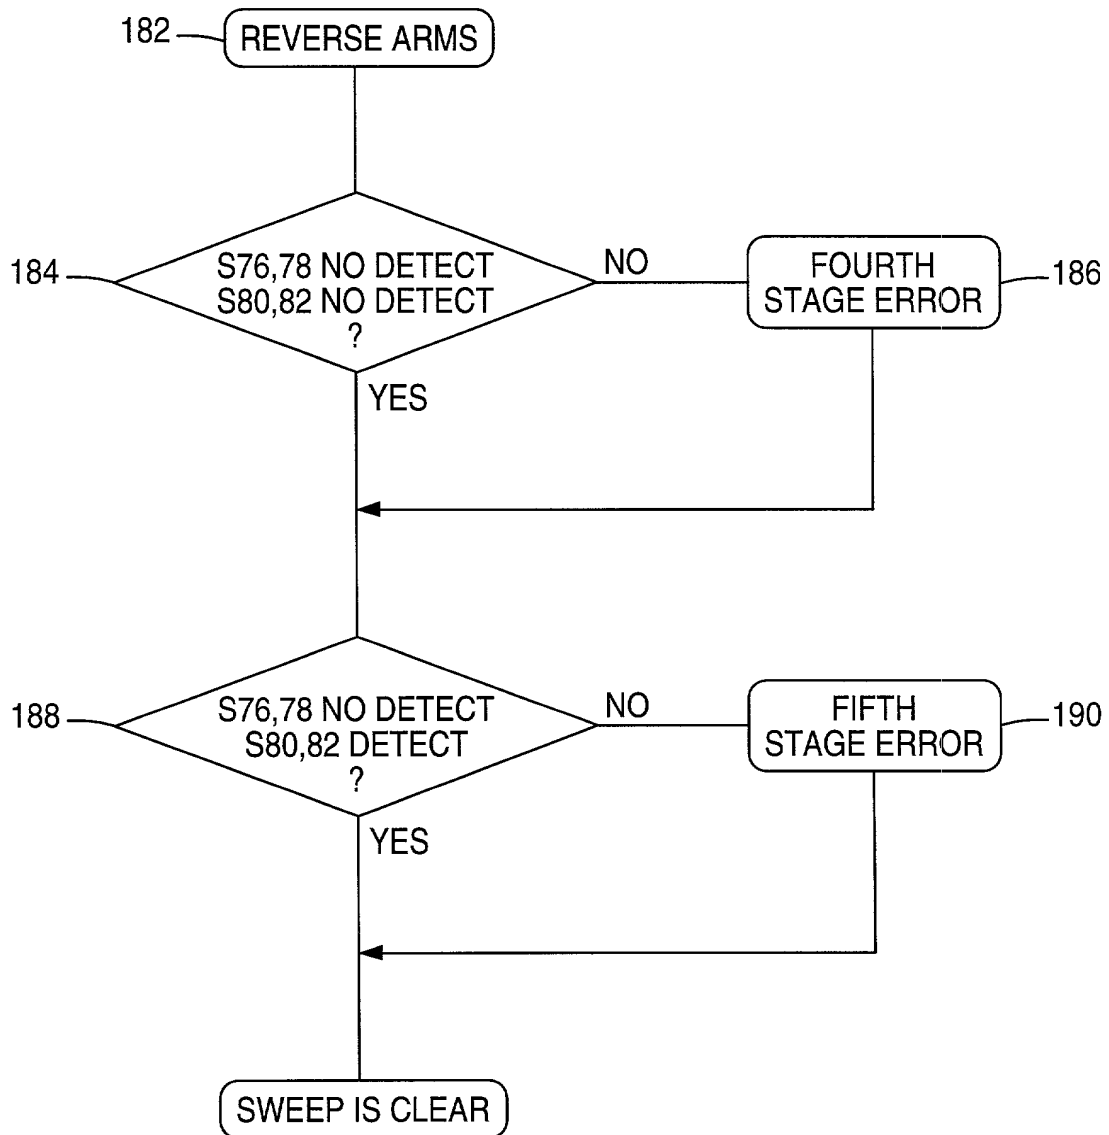 182
REVERSE ARMS
184
S76,78 NO DETECT
S80,82 NO DETECT
?
NO
FOURTH
STAGE ERROR
186
YES
188
S76,78 NO DETECT
S80,82 DETECT
?
NO
FIFTH
STAGE ERROR
190
YES
SWEEP IS CLEAR